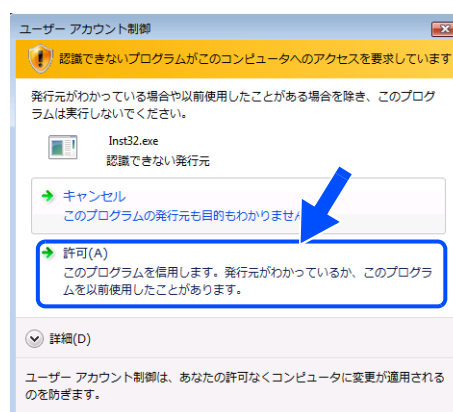 ユーザー アカウント制御
認識できないプログラムがこのコンピュータへのアクセスを要求しています
発行元がわかっている場合や以前使用したことがある場合を除き、このプログ
ラムは実行しないでください。
Inst32.exe
認識できない発行元
キャンセル
このプログラムの発行元も目的もわかりません
許可(A)
このプログラムを信用します。発行元がわかっているか、このプログラ
ムを以前使用したことがあります。
詳細(D)
ユーザー アカウント制御は、あなたの許可なくコンピュータに変更が適用される
のを防ぎます。